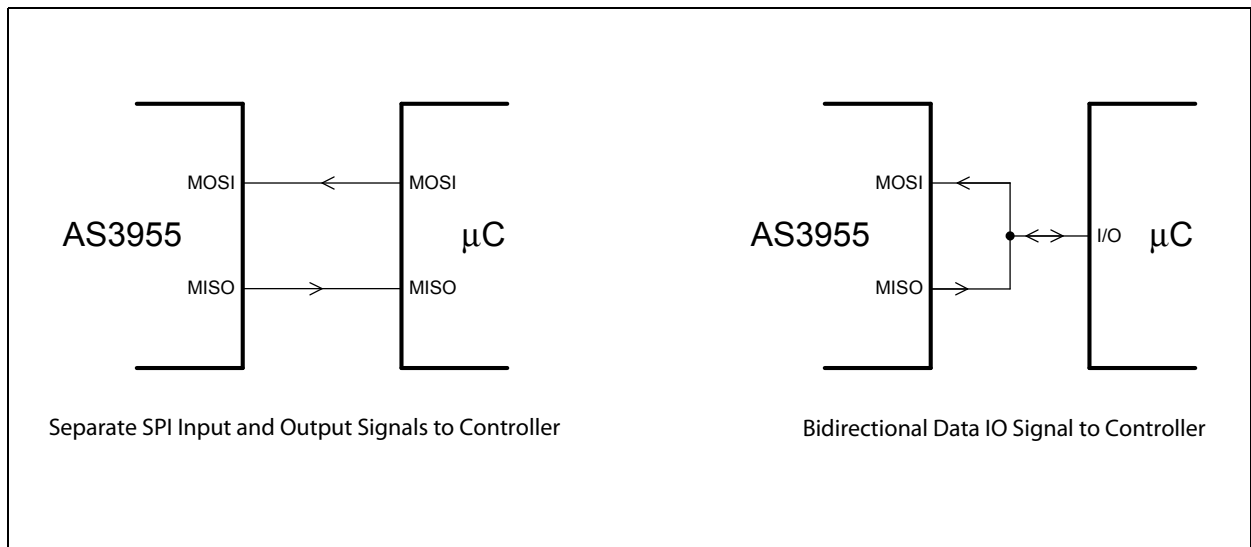 MOSI
MOSI
AS3955
μC
MISO
MISO
Separate SPI Input and Output Signals to Controller
MOSI
AS3955
I/O
μC
MISO
Bidirectional Data IO Signal to Controller